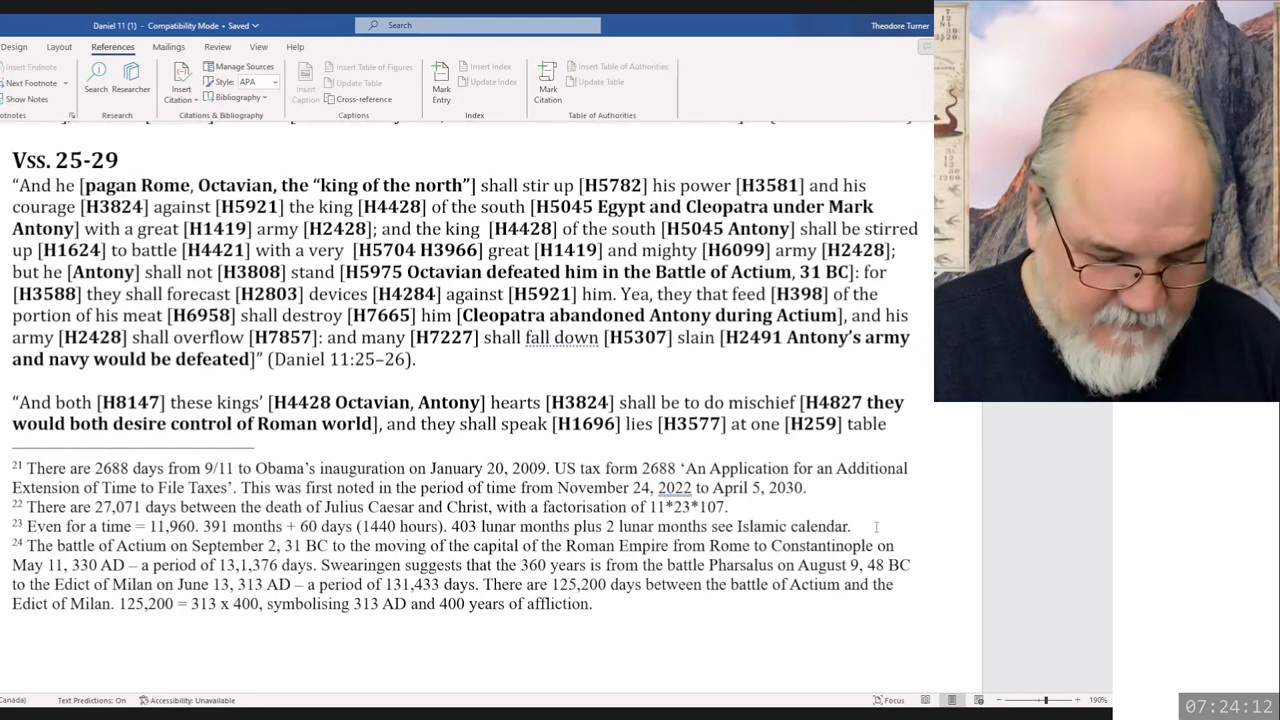 Daniel 11 (1) - Compatibility Mode • Saved
Search
Theodore Turner
Design Layout References Mailings Review View Help
Insert Endnote
Next Footnote
Show Notes
Search
Researcher
Research
Insert Citation
Manage Sources
Style: APA
Bibliography
Citations & Bibliography
Insert Caption
Insert Table of Figures
Update Table
Cross-reference
Captions
Mark Entry
Insert Index
Update Index
Index
Mark Citation
Insert Table of Authorities
Update Table
Table of Authorities
Vss. 25-29
“And he [pagan Rome, Octavian, the “king of the north”] shall stir up [H5782] his power [H3581] and his
courage [H3824] against [H5921] the king [H4428] of the south [H5045 Egypt and Cleopatra under Mark
Antony] with a great [H1419] army [H2428]; and the king [H4428] of the south [H5045 Antony] shall be stirred
up [H1624] to battle [H4421] with a very [H5704 H3966] great [H1419] and mighty [H6099] army [H2428];
but he [Antony] shall not [H3808] stand [H5975 Octavian defeated him in the Battle of Actium, 31 BC]: for
[H3588] they shall forecast [H2803] devices [H4284] against [H5921] him. Yea, they that feed [H398] of the
portion of his meat [H6958] shall destroy [H7665] him [Cleopatra abandoned Antony during Actium], and his
army [H2428] shall overflow [H7857]: and many [H7227] shall fall down [H5307] slain [H2491 Antony’s army
and navy would be defeated]” (Daniel 11:25–26).
“And both [H8147] these kings’ [H4428 Octavian, Antony] hearts [H3824] shall be to do mischief [H4827 they
would both desire control of Roman world], and they shall speak [H1696] lies [H3577] at one [H259] table
21 There are 2688 days from 9/11 to Obama’s inauguration on January 20, 2009. US tax form 2688 ‘An Application for an Additional
Extension of Time to File Taxes’. This was first noted in the period of time from November 24, 2022 to April 5, 2030.
22 There are 27,071 days between the death of Julius Caesar and Christ, with a factorisation of 11*23*107.
23 Even for a time = 11,960. 391 months + 60 days (1440 hours). 403 lunar months plus 2 lunar months see Islamic calendar.
24 The battle of Actium on September 2, 31 BC to the moving of the capital of the Roman Empire from Rome to Constantinople on
May 11, 330 AD – a period of 13,1,376 days. Swearingen suggests that the 360 years is from the battle Pharsalus on August 9, 48 BC
to the Edict of Milan on June 13, 313 AD – a period of 131,433 days. There are 125,200 days between the battle of Actium and the
Edict of Milan. 125,200 = 313 x 400, symbolising 313 AD and 400 years of affliction.
Canada) Text Predictions: On Accessibility: Unavailable
Focus
190%
07:24:12